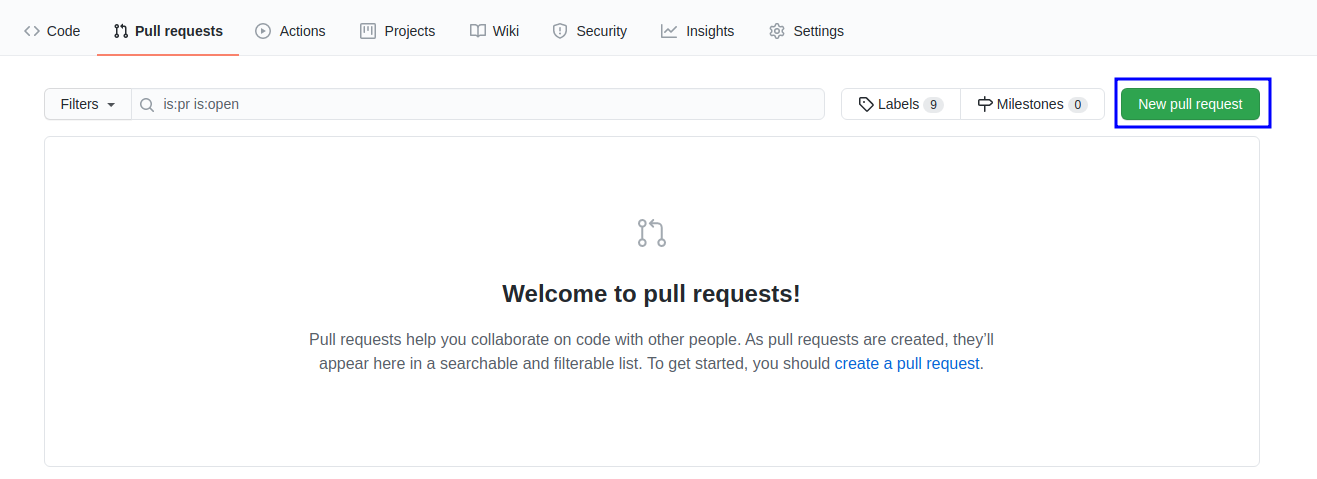 Code Pull requests Actions Projects Wiki Security Insights Settings
Filters is:pr is:open Labels 9 Milestones 0 New pull request
Welcome to pull requests!
Pull requests help you collaborate on code with other people. As pull requests are created, they’ll
appear here in a searchable and filterable list. To get started, you should create a pull request.